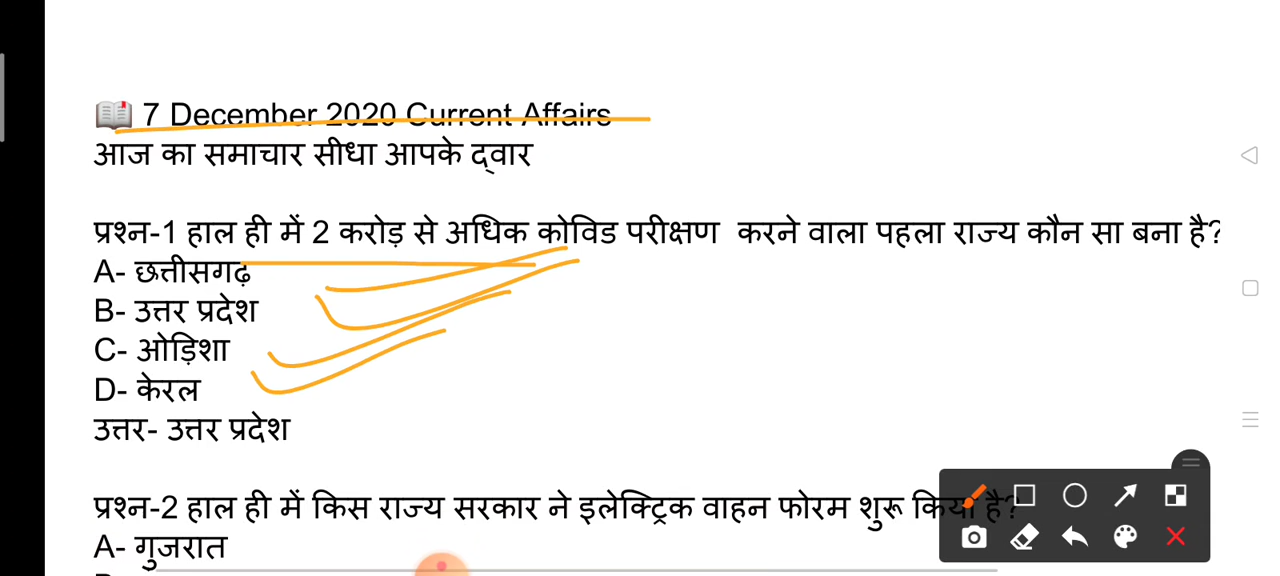 7 December 2020 Current Affairs
आज का समाचार सीधा आपके द्वार
प्रश्न-1 हाल ही में 2 करोड़ से अधिक कोविड परीक्षण करने वाला पहला राज्य कौन सा बना है?
A- छत्तीसगढ़
B- उत्तर प्रदेश
C- ओड़िशा
D- केरल
उत्तर- उत्तर प्रदेश
प्रश्न-2 हाल ही में किस राज्य सरकार ने इलेक्ट्रिक वाहन फोरम शुरू किया है?
A- गुजरात